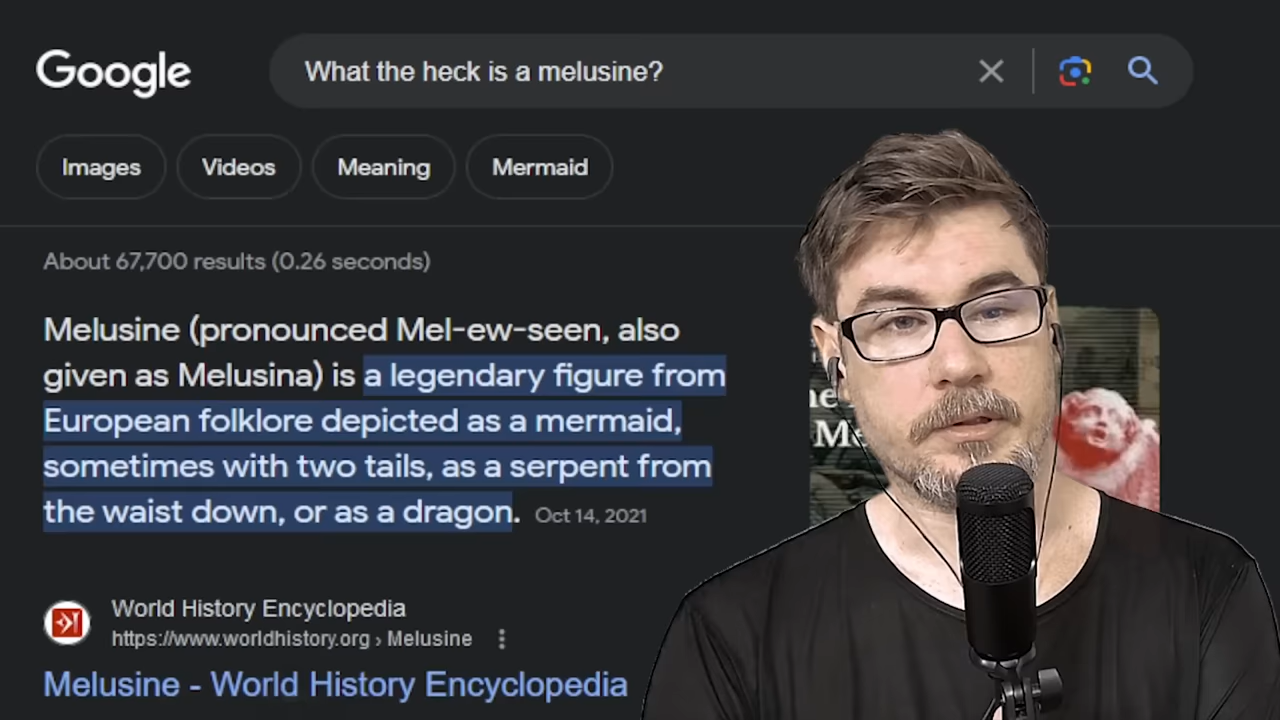 Google
What the heck is a melusine?
Images Videos Meaning Mermaid
About 67,700 results (0.26 seconds)
Melusine (pronounced Mel-ew-seen, also
given as Melusina) is a legendary figure from
European folklore depicted as a mermaid,
sometimes with two tails, as a serpent from
the waist down, or as a dragon. Oct 14, 2021
World History Encyclopedia
https://www.worldhistory.org › Melusine
Melusine - World History Encyclopedia